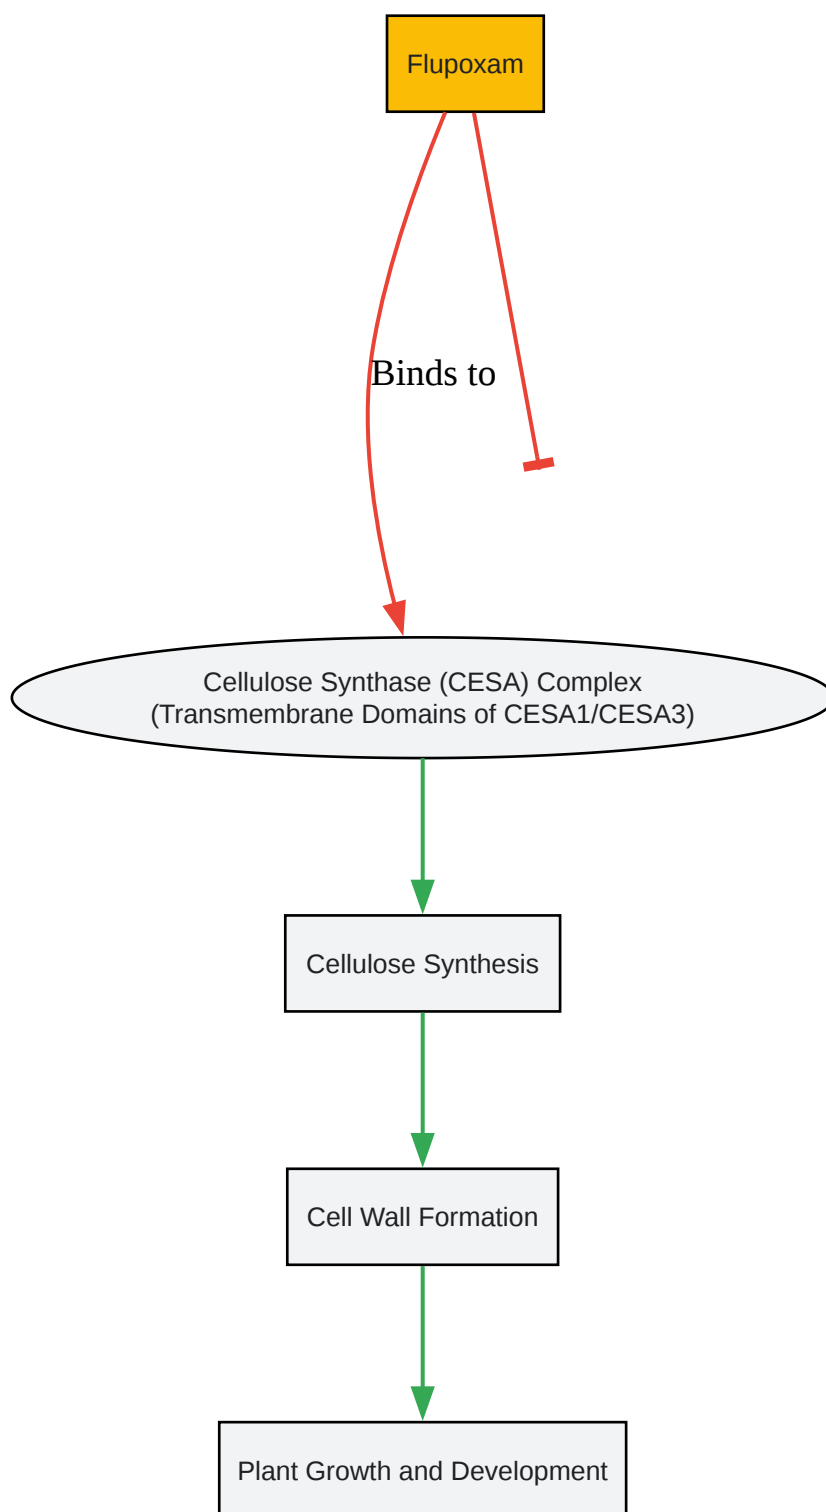 Flupoxam
Binds to
Cellulose Synthase (CESA) Complex
(Transmembrane Domains of CESA1/CESA3)
Cellulose Synthesis
Cell Wall Formation
Plant Growth and Development